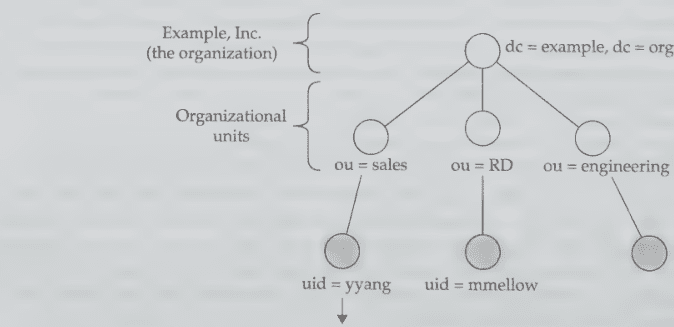 Example, Inc.
(the organization)
dc = example, dc = org
Organizational
units
ou = sales
ou = RD
ou = engineering
uid = yyang
uid = mmellow